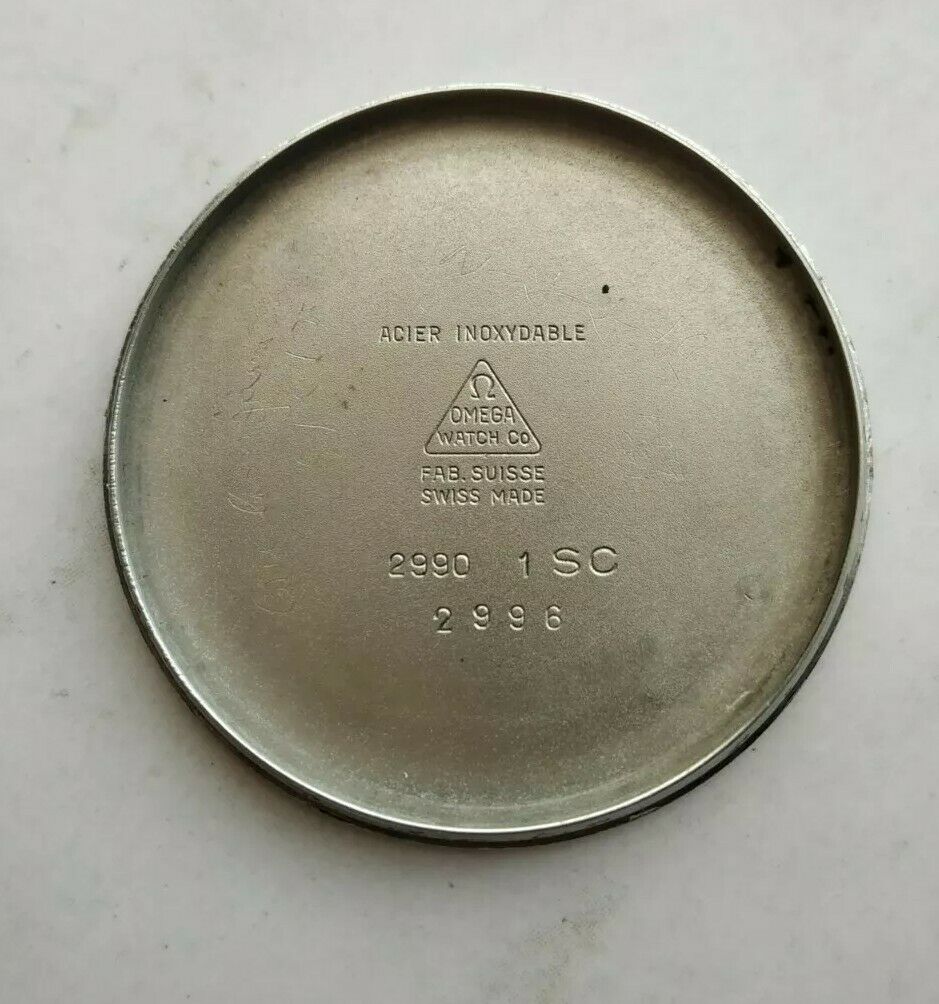 ACIER INOXYDABLE
Ω
OMEGA
WATCH CO
FAB. SUISSE
SWISS MADE
2990 1 SC
2996